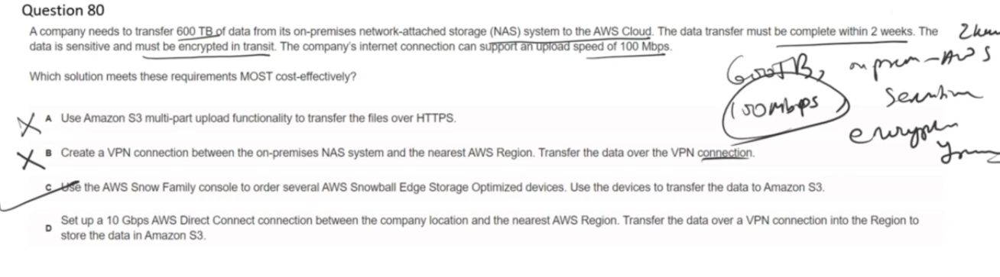 Question 80
A company needs to transfer 600 TB of data from its on-premises network-attached storage (NAS) system to the AWS Cloud. The data transfer must be complete within 2 weeks. The
data is sensitive and must be encrypted in transit. The company's internet connection can support an upload speed of 100 Mbps.
Which solution meets these requirements MOST cost-effectively?
A Use Amazon S3 multi-part upload functionality to transfer the files over HTTPS.
B Create a VPN connection between the on-premises NAS system and the nearest AWS Region. Transfer the data over the VPN connection.
C Use the AWS Snow Family console to order several AWS Snowball Edge Storage Optimized devices. Use the devices to transfer the data to Amazon S3.
D Set up a 10 Gbps AWS Direct Connect connection between the company location and the nearest AWS Region. Transfer the data over a VPN connection into the Region to
store the data in Amazon S3.
600TB,
100Mbps
on prem - AWS